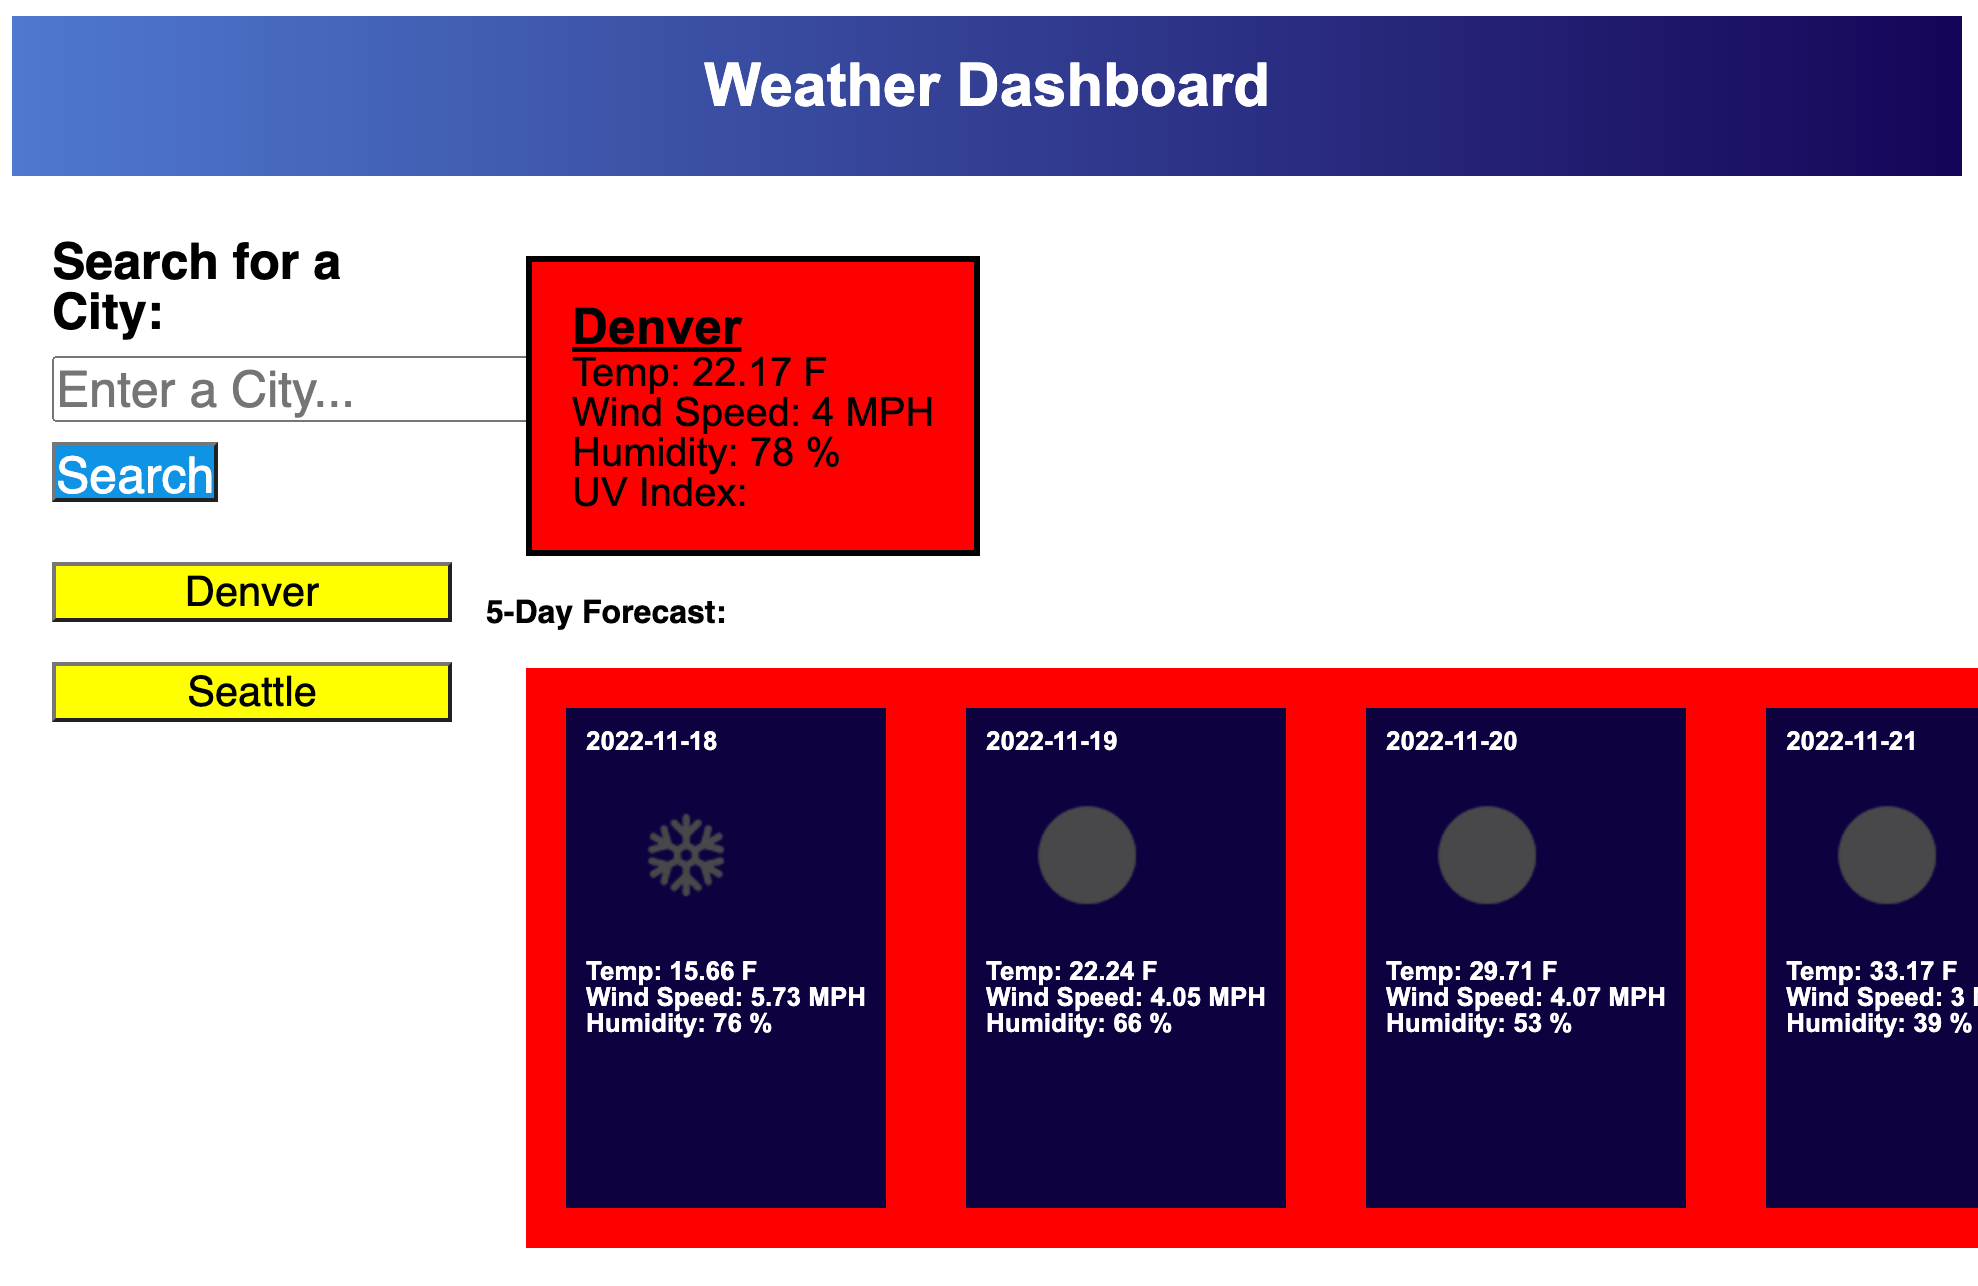 Weather Dashboard
Search for a
City:
Enter a City...
Search
Denver
Seattle
Denver
Temp: 22.17 F
Wind Speed: 4 MPH
Humidity: 78 %
UV Index:
5-Day Forecast:
2022-11-18
Temp: 15.66 F
Wind Speed: 5.73 MPH
Humidity: 76 %
2022-11-19
Temp: 22.24 F
Wind Speed: 4.05 MPH
Humidity: 66 %
2022-11-20
Temp: 29.71 F
Wind Speed: 4.07 MPH
Humidity: 53 %
2022-11-21
Temp: 33.17 F
Wind Speed: 3
Humidity: 39 %